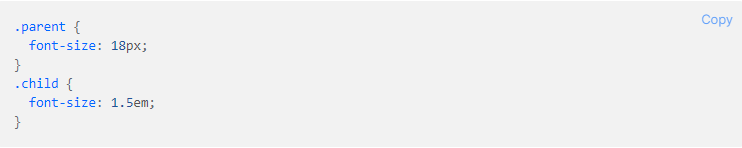 Copy
.parent {
  font-size: 18px;
}
.child {
  font-size: 1.5em;
}